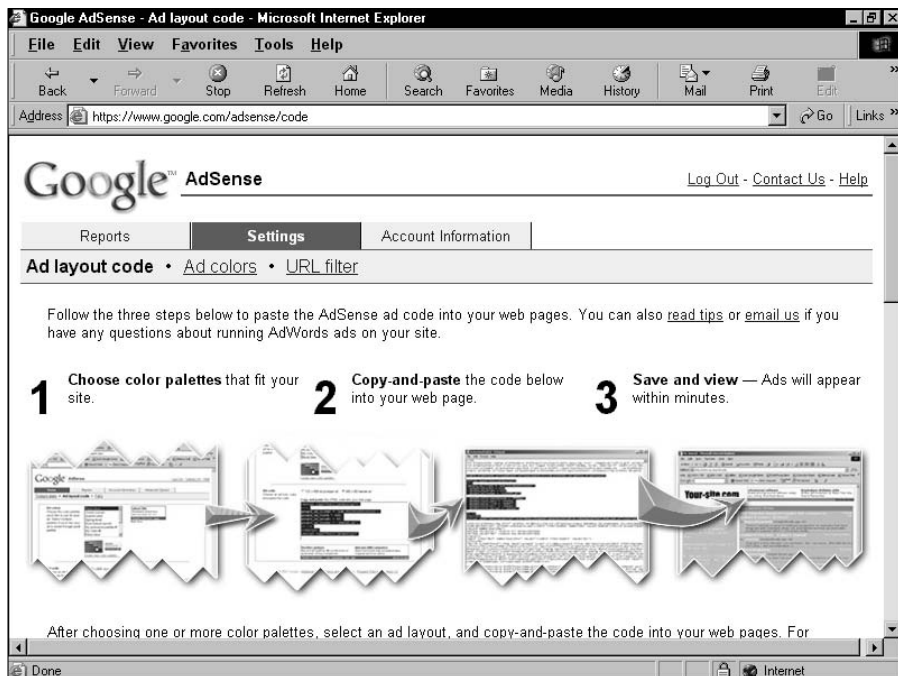 Google AdSense - Ad layout code - Microsoft Internet Explorer
File Edit View Favorites Tools Help
Back Forward Stop Refresh Home Search Favorites Media History Mail Print Edit »
Address https://www.google.com/adsense/code Go Links »
Google™ AdSense
Log Out - Contact Us - Help
Reports Settings Account Information
Ad layout code • Ad colors • URL filter
Follow the three steps below to paste the AdSense ad code into your web pages. You can also read tips or email us if you
have any questions about running AdWords ads on your site.
1 Choose color palettes that fit your
site.
2 Copy-and-paste the code below
into your web page.
3 Save and view — Ads will appear
within minutes.
Google
Your-site.com
After choosing one or more color palettes, select an ad layout, and copy-and-paste the code into your web pages. For
Done Internet